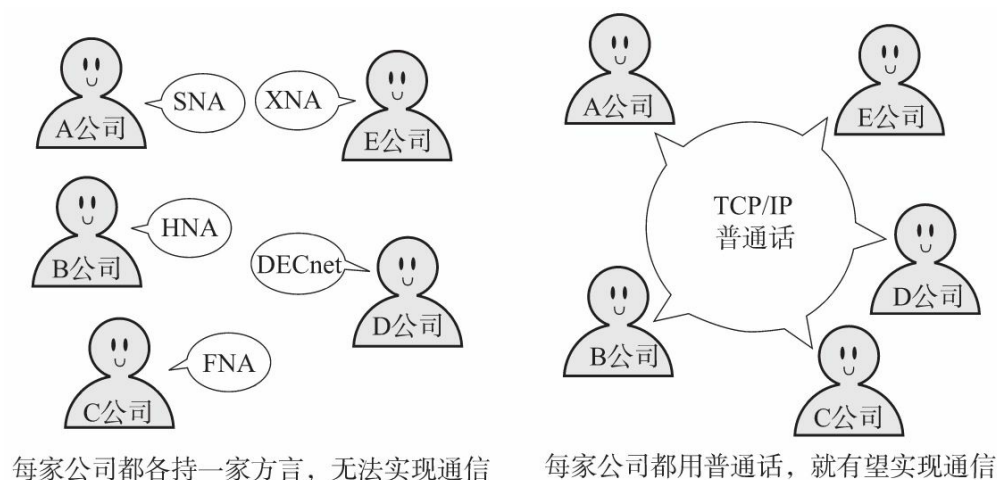 SNA
XNA
A公司
E公司
HNA
B公司
DECnet
D公司
FNA
C公司
每家公司都各持一家方言，无法实现通信
A公司
E公司
TCP/IP
普通话
D公司
B公司
C公司
每家公司都用普通话，就有望实现通信